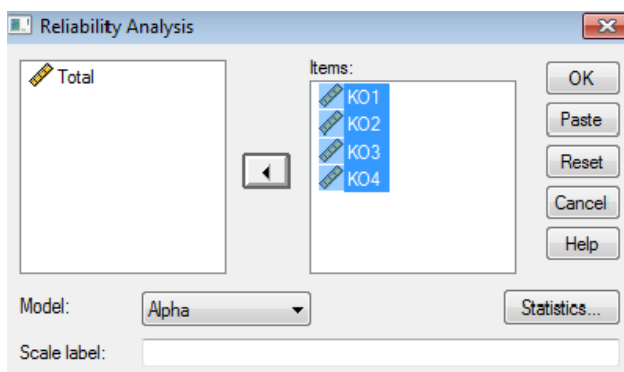 Reliability Analysis
Total
Items:
KO1
KO2
KO3
KO4
OK
Paste
Reset
Cancel
Help
Model:
Alpha
Statistics...
Scale label: